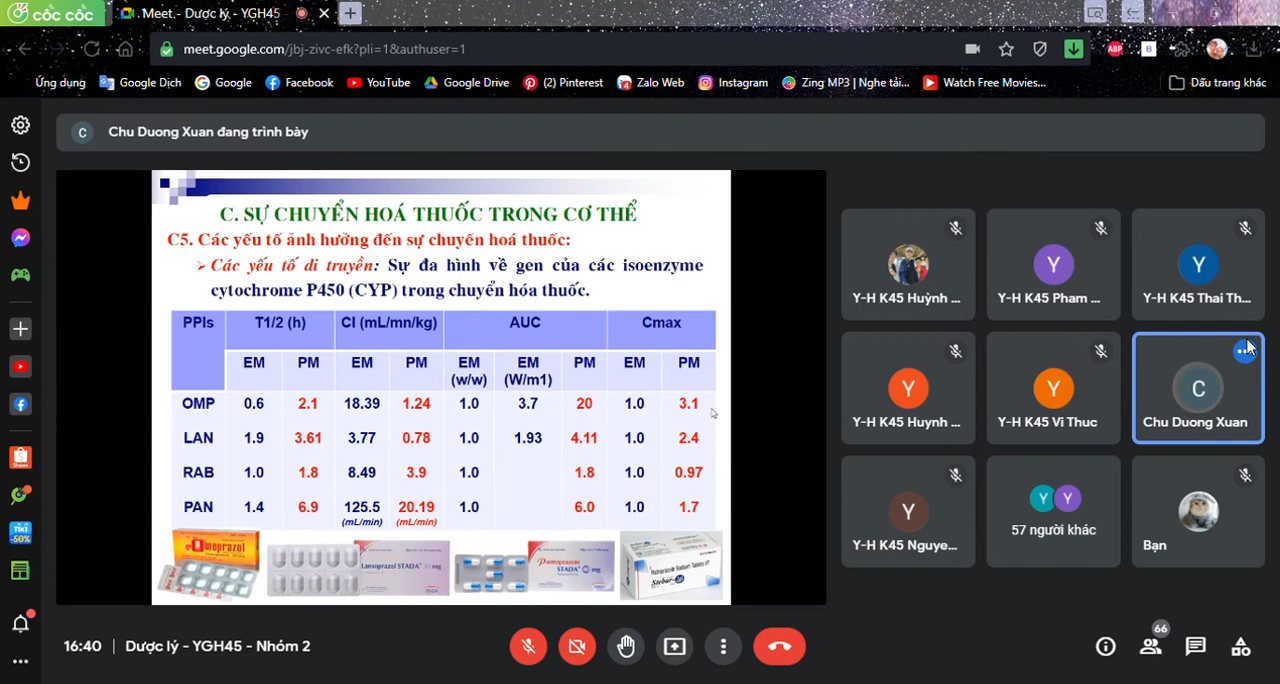 cốc cốc
Meet - Dược lý - YGH45
meet.google.com/jbj-zivc-efk?pli=1&authuser=1
ABP
B
Ứng dụng
Google Dịch
Google
Facebook
YouTube
Google Drive
(2) Pinterest
Zalo Web
Instagram
Zing MP3 | Nghe tải...
Watch Free Movies...
Dấu trang khác
C
Chu Duong Xuan đang trình bày
C. SỰ CHUYỂN HOÁ THUỐC TRONG CƠ THỂ
C5. Các yếu tố ảnh hưởng đến sự chuyển hoá thuốc:
Các yếu tố di truyền: Sự đa hình về gen của các isoenzyme
cytochrome P450 (CYP) trong chuyển hóa thuốc.
PPIs T1/2 (h) Cl (mL/mn/kg) AUC Cmax
EM PM EM PM EM (w/w) EM (W/m1) PM EM PM
OMP 0.6 2.1 18.39 1.24 1.0 3.7 20 1.0 3.1
LAN 1.9 3.61 3.77 0.78 1.0 1.93 4.11 1.0 2.4
RAB 1.0 1.8 8.49 3.9 1.0 1.8 1.0 0.97
PAN 1.4 6.9 125.5 20.19 1.0 6.0 1.0 1.7
(mL/min) (mL/min)
Omeprazol
Lansoprazol STADA
Pantoprazole
STADA
Stebar
Y-H K45 Huỳnh ...
Y
Y-H K45 Pham ...
Y
Y-H K45 Thai Th...
Y
Y-H K45 Huynh ...
Y
Y-H K45 Vi Thuc
C
Chu Duong Xuan
Y
Y-H K45 Nguye...
Y Y
57 người khác
Bạn
16:40 | Dược lý - YGH45 - Nhóm 2
66